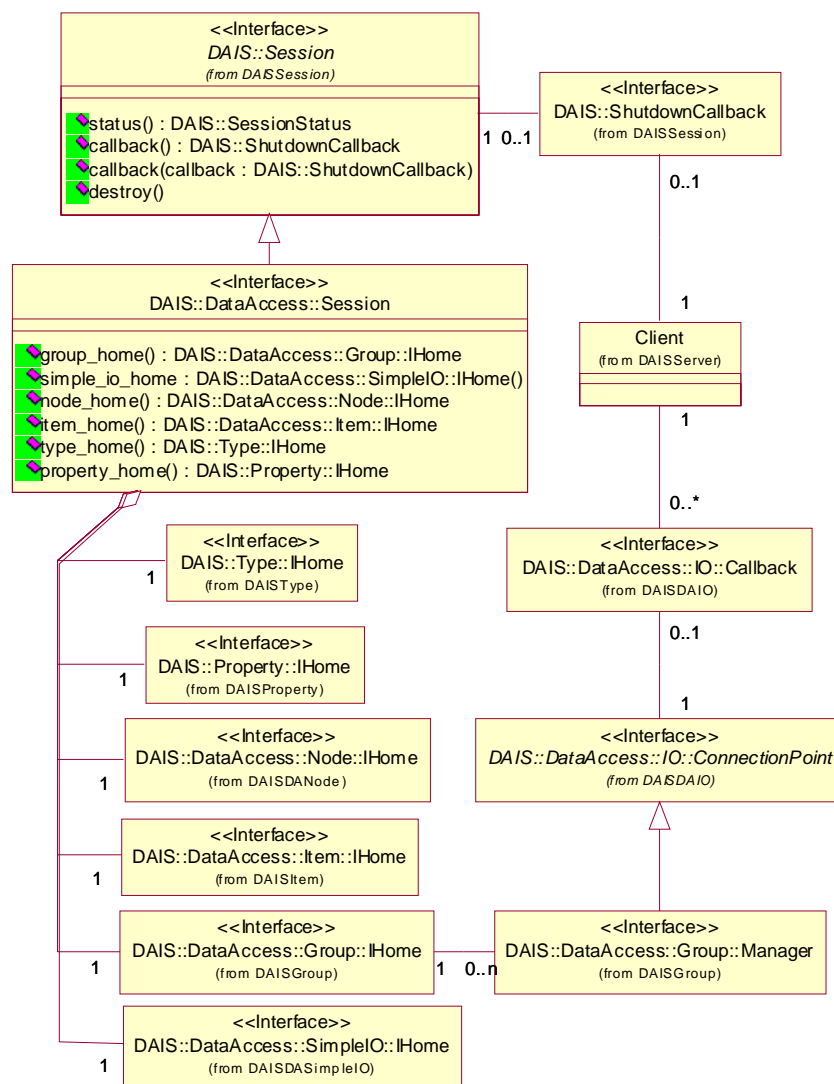 <<Interface>>
DAIS::Session
(from DAISSession)
status() : DAIS::SessionStatus
callback() : DAIS::ShutdownCallback
callback(callback : DAIS::ShutdownCallback)
destroy()
1 0..1
<<Interface>>
DAIS::ShutdownCallback
(from DAISSession)
0..1
1
<<Interface>>
DAIS::DataAccess::Session
group_home() : DAIS::DataAccess::Group::IHome
simple_io_home : DAIS::DataAccess::SimpleIO::IHome()
node_home() : DAIS::DataAccess::Node::IHome
item_home() : DAIS::DataAccess::Item::IHome
type_home() : DAIS::Type::IHome
property_home() : DAIS::Property::IHome
Client
(from DAISServer)
1
0..*
<<Interface>>
DAIS::Type::IHome
(from DAISType)
1
<<Interface>>
DAIS::DataAccess::IO::Callback
(from DAISDAIO)
0..1
1
<<Interface>>
DAIS::Property::IHome
(from DAISProperty)
1
<<Interface>>
DAIS::DataAccess::Node::IHome
(from DAISDANode)
1
<<Interface>>
DAIS::DataAccess::IO::ConnectionPoint
(from DAISDAIO)
<<Interface>>
DAIS::DataAccess::Item::IHome
(from DAISItem)
1
<<Interface>>
DAIS::DataAccess::Group::IHome
(from DAISGroup)
1
1 0..n
<<Interface>>
DAIS::DataAccess::Group::Manager
(from DAISGroup)
<<Interface>>
DAIS::DataAccess::SimpleIO::IHome
(from DAISDASimpleIO)
1